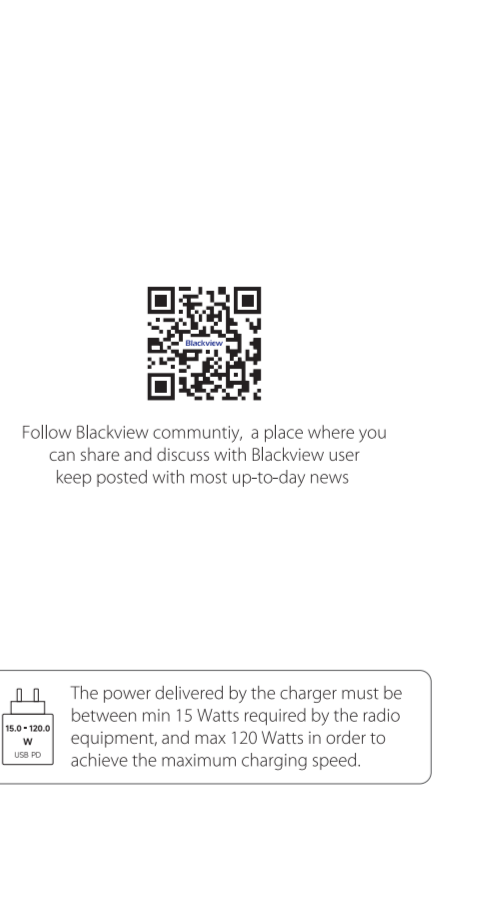 Blackview
Follow Blackview communtiy, a place where you
can share and discuss with Blackview user
keep posted with most up-to-day news
15.0 - 120.0
W
USB PD
The power delivered by the charger must be
between min 15 Watts required by the radio
equipment, and max 120 Watts in order to
achieve the maximum charging speed.